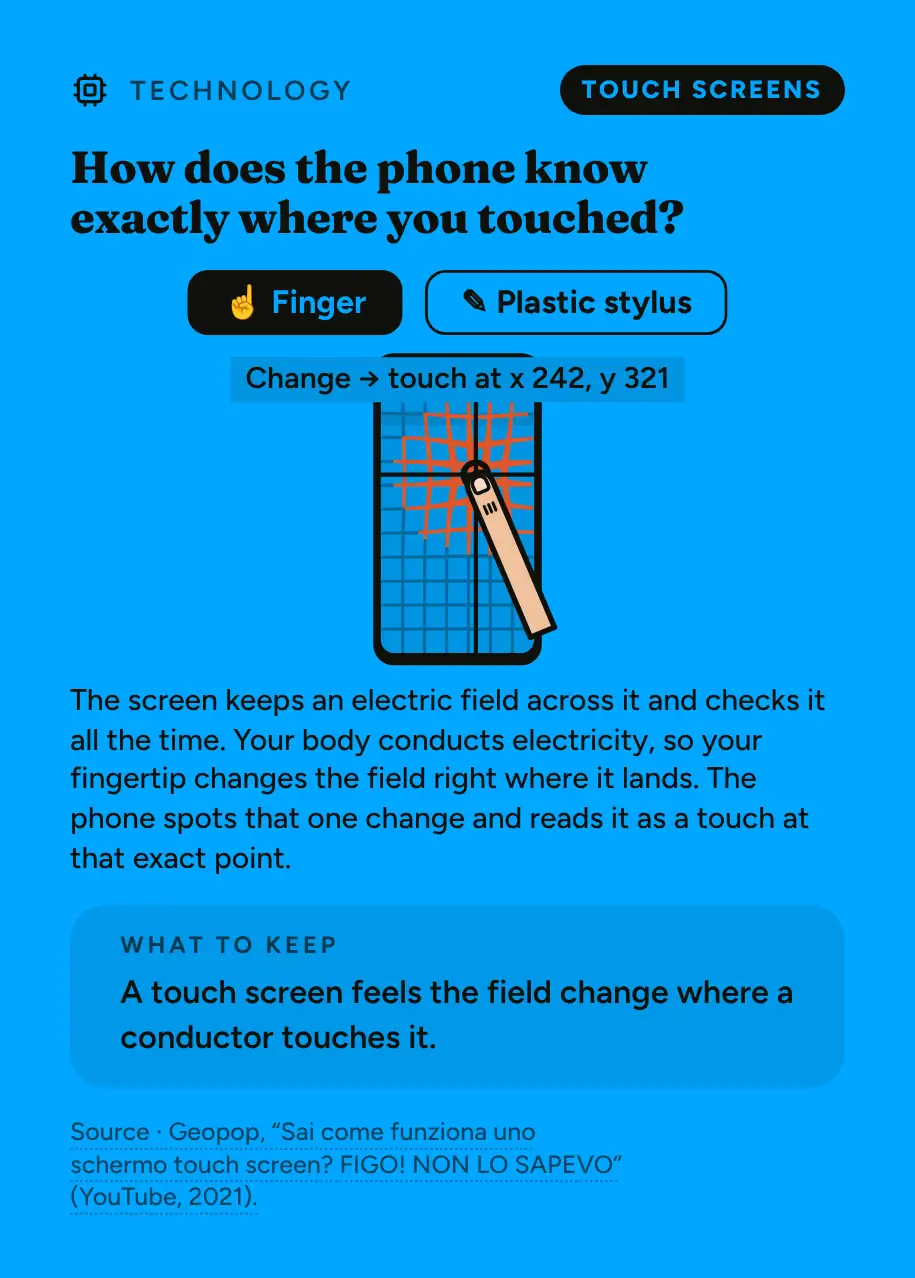 TECHNOLOGY
TOUCH SCREENS
How does the phone know
exactly where you touched?
☝️ Finger
✎ Plastic stylus
Change → touch at x 242, y 321
The screen keeps an electric field across it and checks it
all the time. Your body conducts electricity, so your
fingertip changes the field right where it lands. The
phone spots that one change and reads it as a touch at
that exact point.
WHAT TO KEEP
A touch screen feels the field change where a
conductor touches it.
Source · Geopop, “Sai come funziona uno
schermo touch screen? FIGO! NON LO SAPEVO”
(YouTube, 2021).